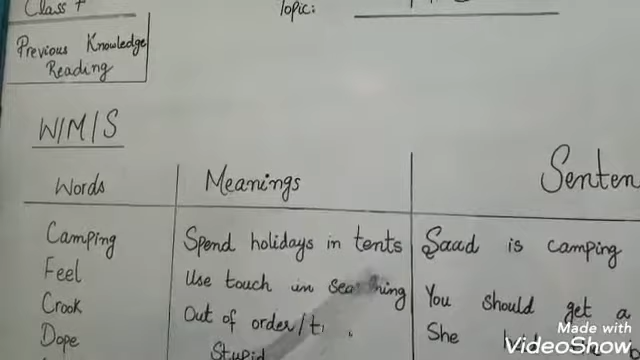 Class
Topic:
Previous Knowledge
Reading
W/M/S
Words
Meanings
Senten
Camping
Spend holidays in tents
Saad is camping
Feel
Use touch in searching
You should get a
Crook
Out of order/
She
Dope
Stupid
Made with
VideoShow